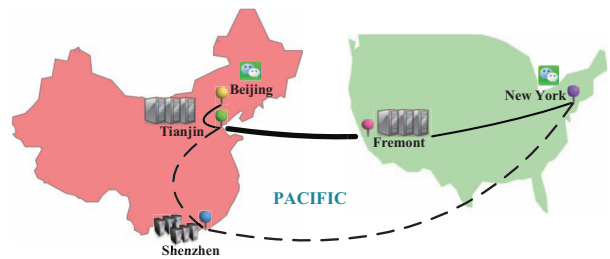 Beijing
New York
Tianjin
Fremont
PACIFIC
Shenzhen